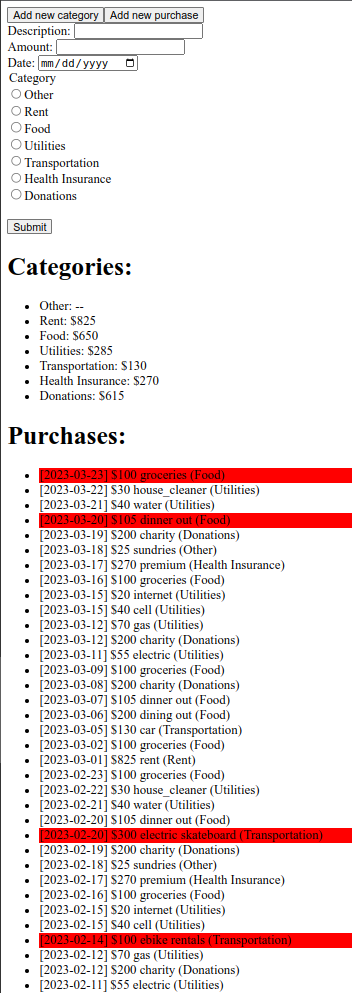 Add new category Add new purchase
Description:
Amount:
Date: mm/dd/yyyy
Category
Other
Rent
Food
Utilities
Transportation
Health Insurance
Donations
Submit
Categories:
Other: --
Rent: $825
Food: $650
Utilities: $285
Transportation: $130
Health Insurance: $270
Donations: $615
Purchases:
[2023-03-23] $100 groceries (Food)
[2023-03-22] $30 house_cleaner (Utilities)
[2023-03-21] $40 water (Utilities)
[2023-03-20] $105 dinner out (Food)
[2023-03-19] $200 charity (Donations)
[2023-03-18] $25 sundries (Other)
[2023-03-17] $270 premium (Health Insurance)
[2023-03-16] $100 groceries (Food)
[2023-03-15] $20 internet (Utilities)
[2023-03-15] $40 cell (Utilities)
[2023-03-12] $70 gas (Utilities)
[2023-03-12] $200 charity (Donations)
[2023-03-11] $55 electric (Utilities)
[2023-03-09] $100 groceries (Food)
[2023-03-08] $200 charity (Donations)
[2023-03-07] $105 dinner out (Food)
[2023-03-06] $200 dining out (Food)
[2023-03-05] $130 car (Transportation)
[2023-03-02] $100 groceries (Food)
[2023-03-01] $825 rent (Rent)
[2023-02-23] $100 groceries (Food)
[2023-02-22] $30 house_cleaner (Utilities)
[2023-02-21] $40 water (Utilities)
[2023-02-20] $105 dinner out (Food)
[2023-02-20] $300 electric skateboard (Transportation)
[2023-02-19] $200 charity (Donations)
[2023-02-18] $25 sundries (Other)
[2023-02-17] $270 premium (Health Insurance)
[2023-02-16] $100 groceries (Food)
[2023-02-15] $20 internet (Utilities)
[2023-02-15] $40 cell (Utilities)
[2023-02-14] $100 ebike rentals (Transportation)
[2023-02-12] $70 gas (Utilities)
[2023-02-12] $200 charity (Donations)
[2023-02-11] $55 electric (Utilities)